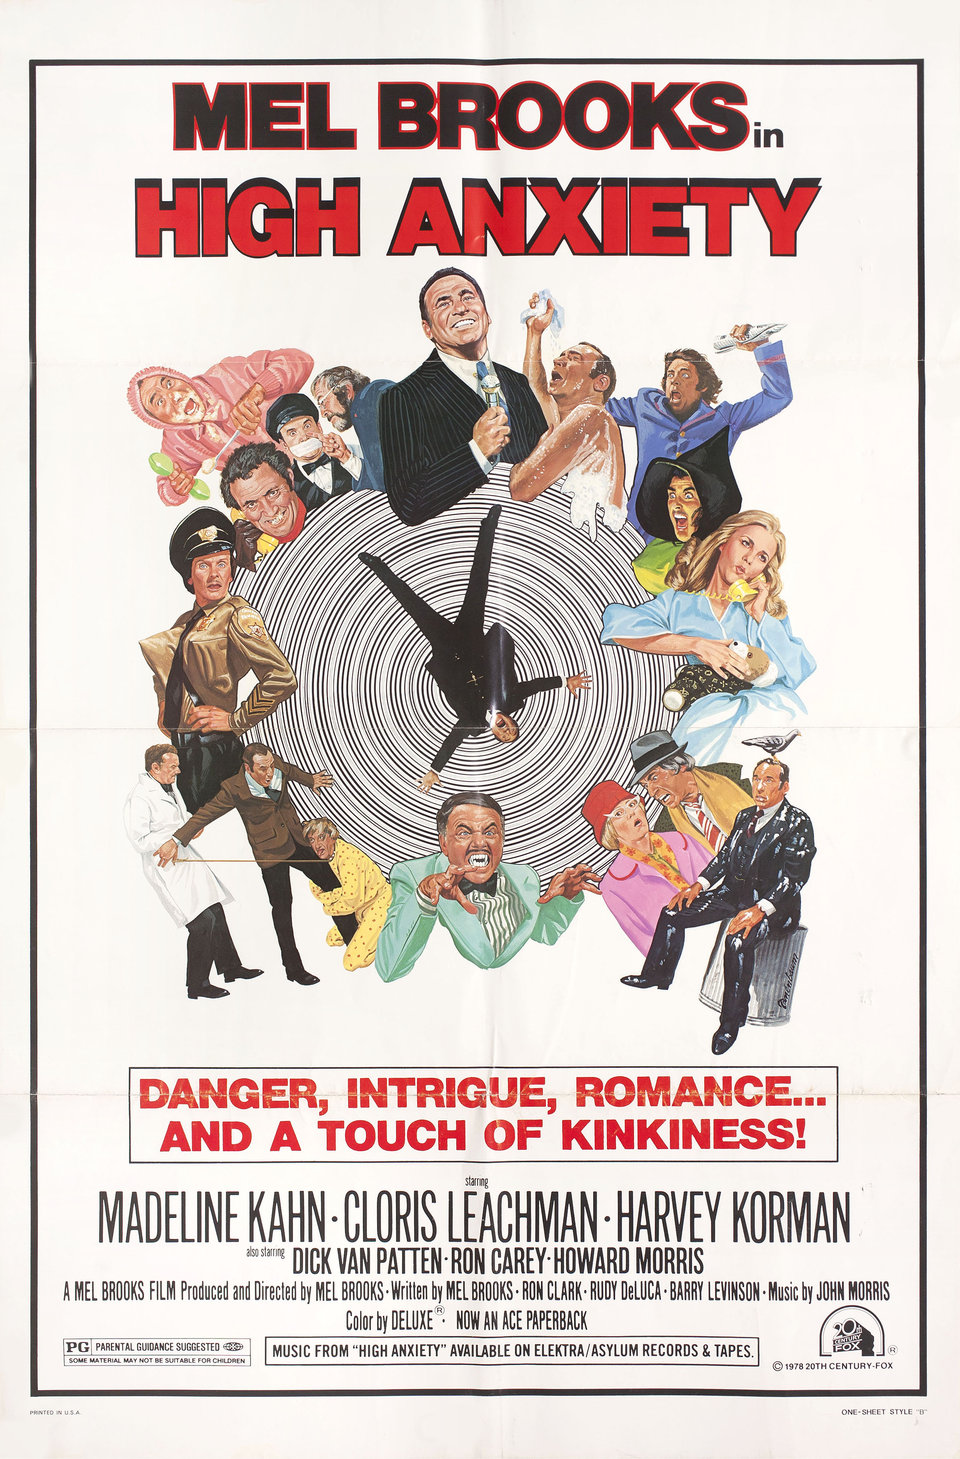 MEL BROOKS in
HIGH ANXIETY
DANGER, INTRIGUE, ROMANCE...
AND A TOUCH OF KINKINESS!
starring
MADELINE KAHN · CLORIS LEACHMAN · HARVEY KORMAN
also starring DICK VAN PATTEN · RON CAREY · HOWARD MORRIS
A MEL BROOKS FILM Produced and Directed by MEL BROOKS · Written by MEL BROOKS · RON CLARK · RUDY DeLUCA · BARRY LEVINSON · Music by JOHN MORRIS
Color by DELUXE® · NOW AN ACE PAPERBACK
PG PARENTAL GUIDANCE SUGGESTED
SOME MATERIAL MAY NOT BE SUITABLE FOR CHILDREN
MUSIC FROM "HIGH ANXIETY" AVAILABLE ON ELEKTRA/ASYLUM RECORDS & TAPES.
20th
CENTURY
FOX ®
© 1978 20TH CENTURY-FOX
PRINTED IN U.S.A.
ONE-SHEET STYLE "B"